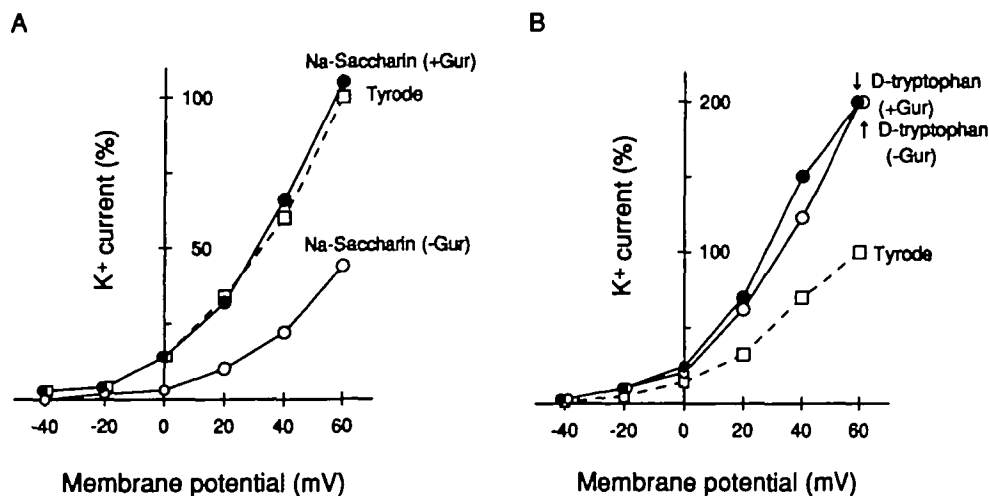 A
Na-Saccharin (+Gur)
Tyrode
100
50
Na-Saccharin (-Gur)
K+ current (%)
-40 -20 0 20 40 60
Membrane potential (mV)
B
↓ D-tryptophan
(+Gur)
↑ D-tryptophan
(-Gur)
200
100
Tyrode
K+ current (%)
-40 -20 0 20 40 60
Membrane potential (mV)